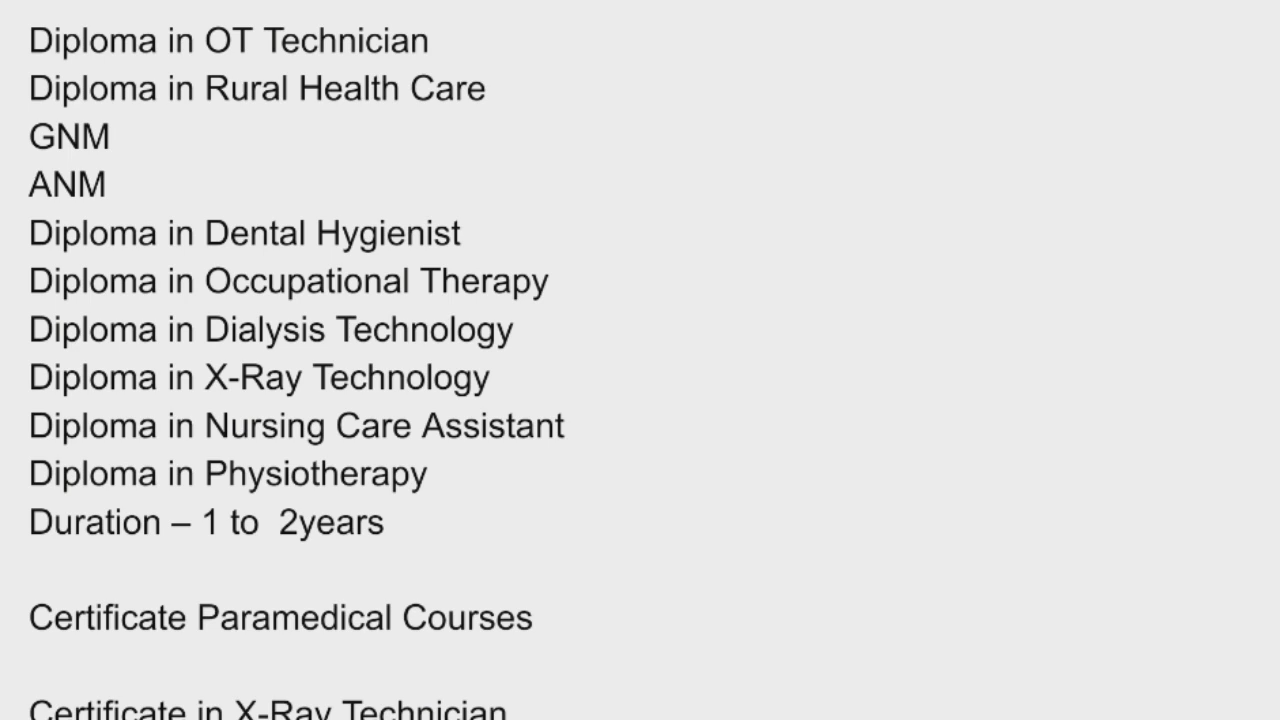 Diploma in OT Technician
Diploma in Rural Health Care
GNM
ANM
Diploma in Dental Hygienist
Diploma in Occupational Therapy
Diploma in Dialysis Technology
Diploma in X-Ray Technology
Diploma in Nursing Care Assistant
Diploma in Physiotherapy
Duration – 1 to  2years
Certificate Paramedical Courses
Certificate in X-Ray Technician